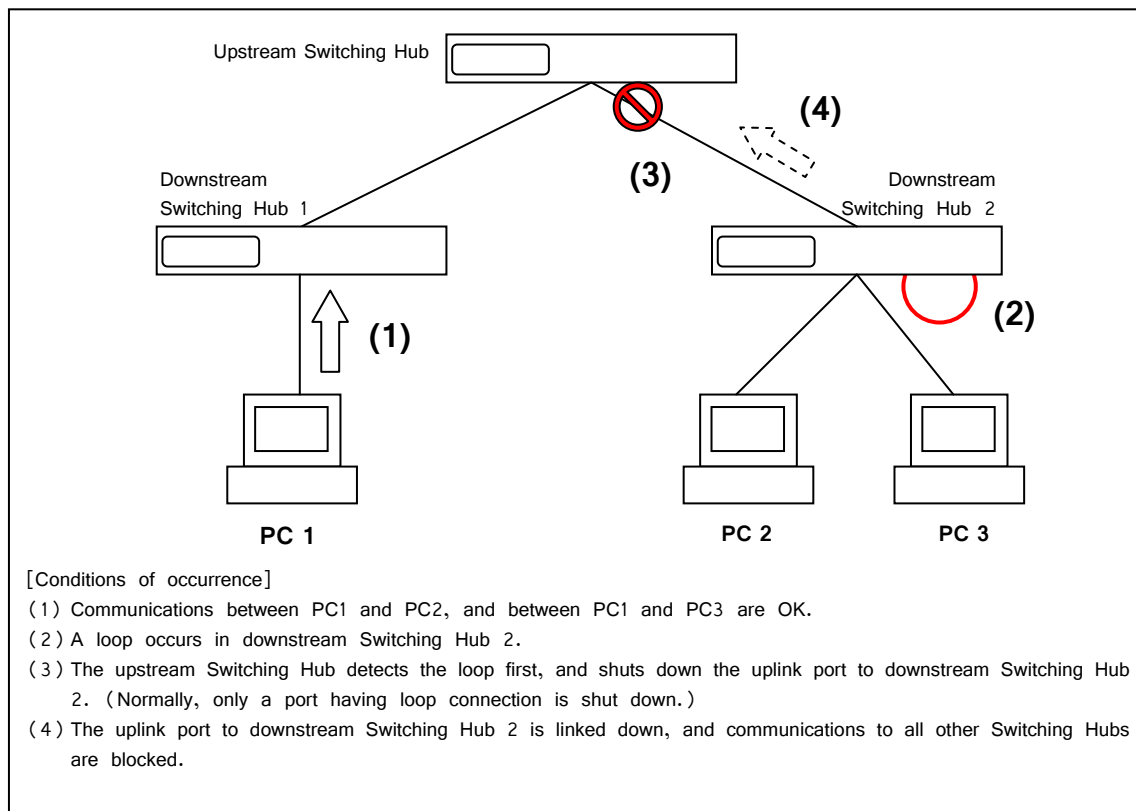 Upstream Switching Hub
(4)
(3)
Downstream
Switching Hub 1
Downstream
Switching Hub 2
(1)
(2)
PC 1
PC 2
PC 3
[Conditions of occurrence]
(1) Communications between PC1 and PC2, and between PC1 and PC3 are OK.
(2) A loop occurs in downstream Switching Hub 2.
(3) The upstream Switching Hub detects the loop first, and shuts down the uplink port to downstream Switching Hub
2. (Normally, only a port having loop connection is shut down.)
(4) The uplink port to downstream Switching Hub 2 is linked down, and communications to all other Switching Hubs
are blocked.